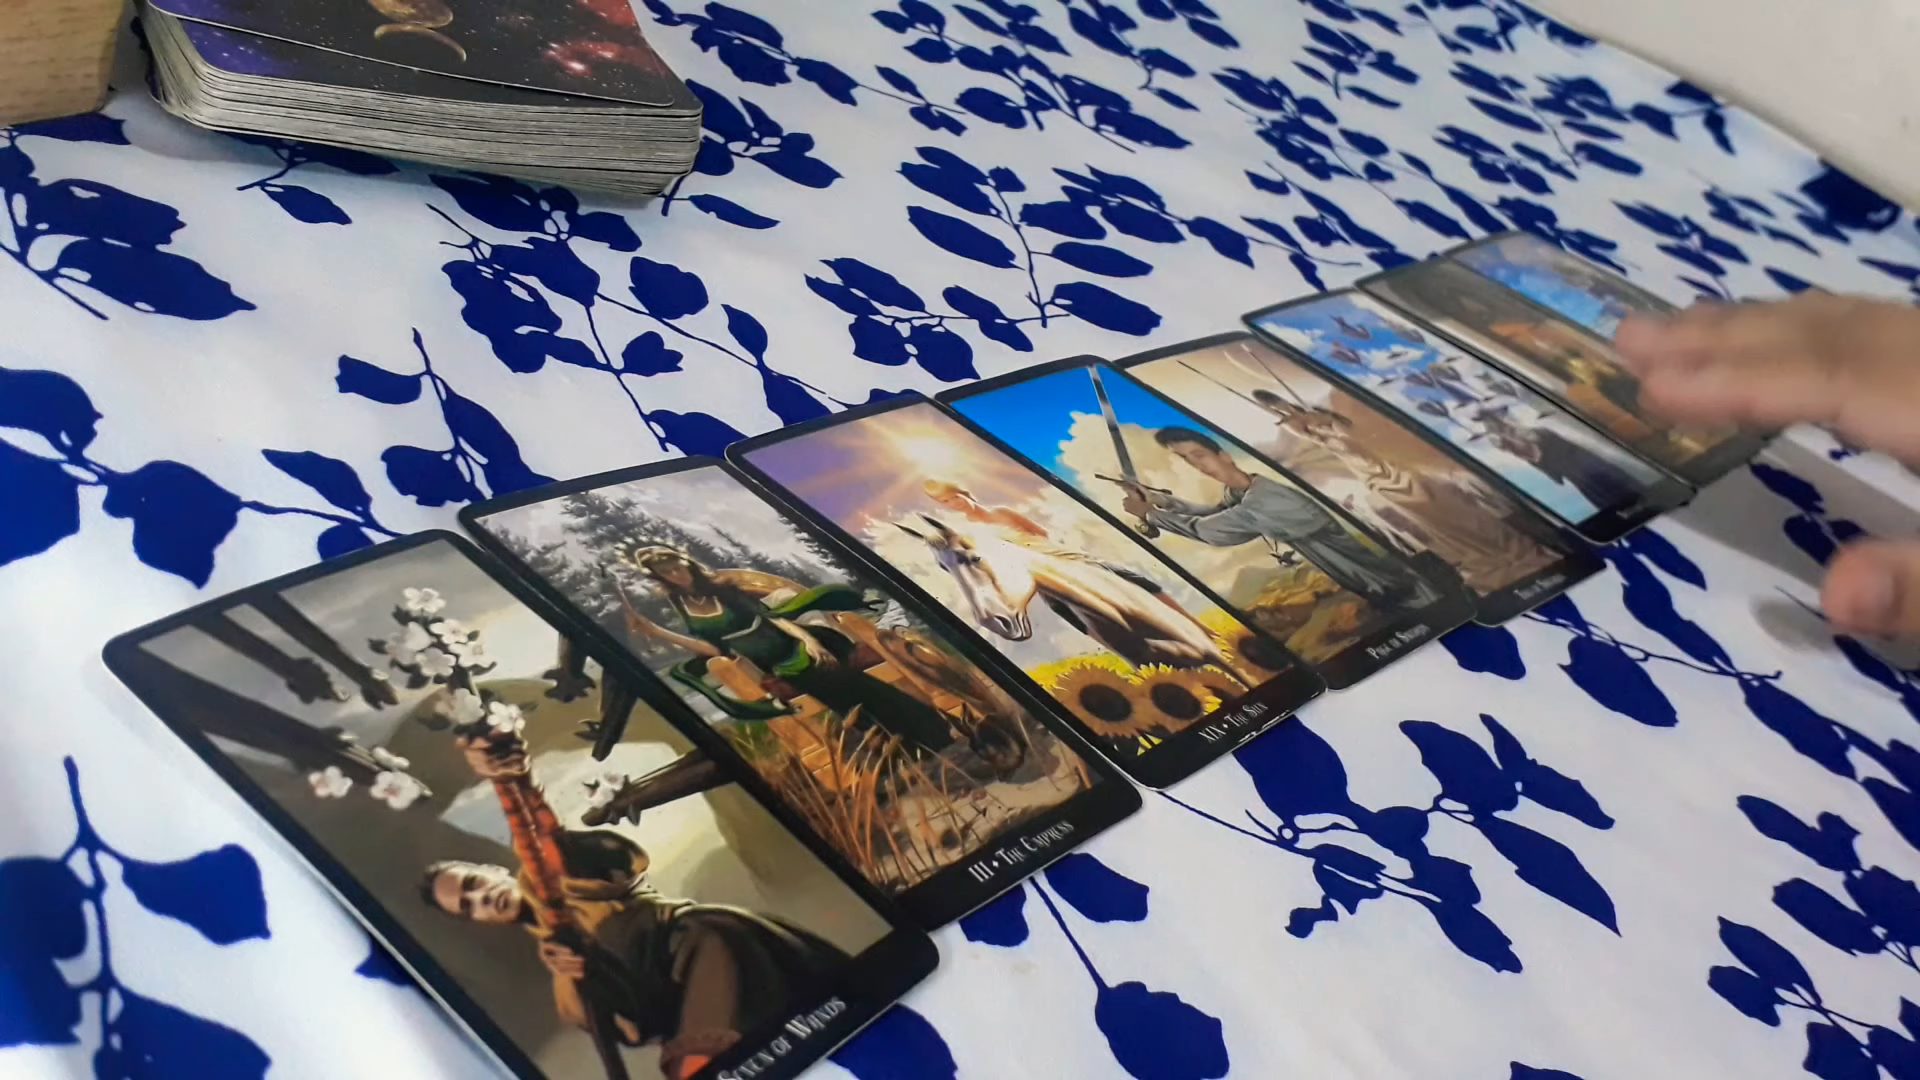 SEVEN OF WANDS
III • THE EMPRESS
XIX • THE SUN
PAGE OF SWORDS